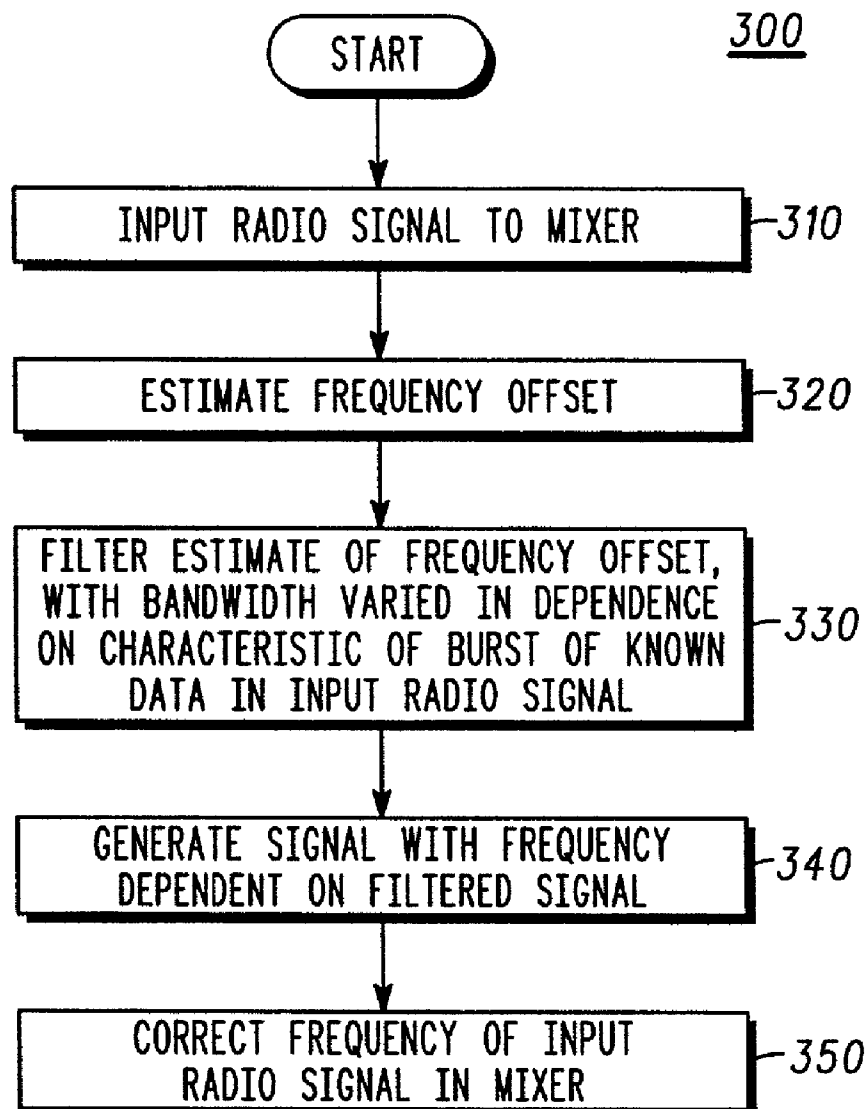 300
START
INPUT RADIO SIGNAL TO MIXER
310
ESTIMATE FREQUENCY OFFSET
320
FILTER ESTIMATE OF FREQUENCY OFFSET,
WITH BANDWIDTH VARIED IN DEPENDENCE
ON CHARACTERISTIC OF BURST OF KNOWN
DATA IN INPUT RADIO SIGNAL
330
GENERATE SIGNAL WITH FREQUENCY
DEPENDENT ON FILTERED SIGNAL
340
CORRECT FREQUENCY OF INPUT
RADIO SIGNAL IN MIXER
350